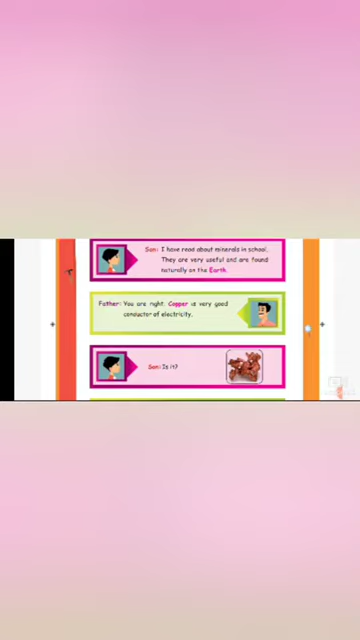 Son: I have read about minerals in school.
They are very useful and are found
naturally on the Earth.
Father: You are right. Copper is very good
conductor of electricity.
Son: Is it?